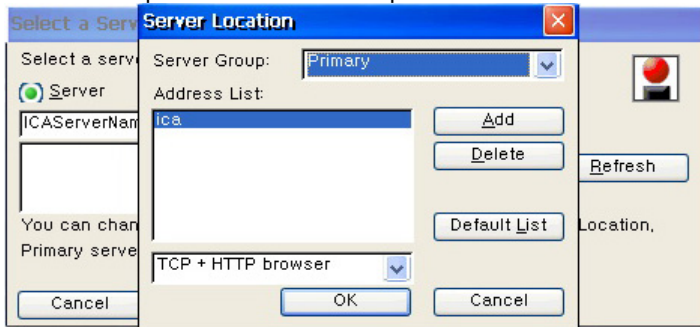 Select a Serv
Server Location
Select a serv
Server Group:
Primary
Server
Address List:
ICAServerNam
ica
Add
Delete
Refresh
You can chan
Default List
Location,
Primary serve
TCP + HTTP browser
Cancel
OK
Cancel